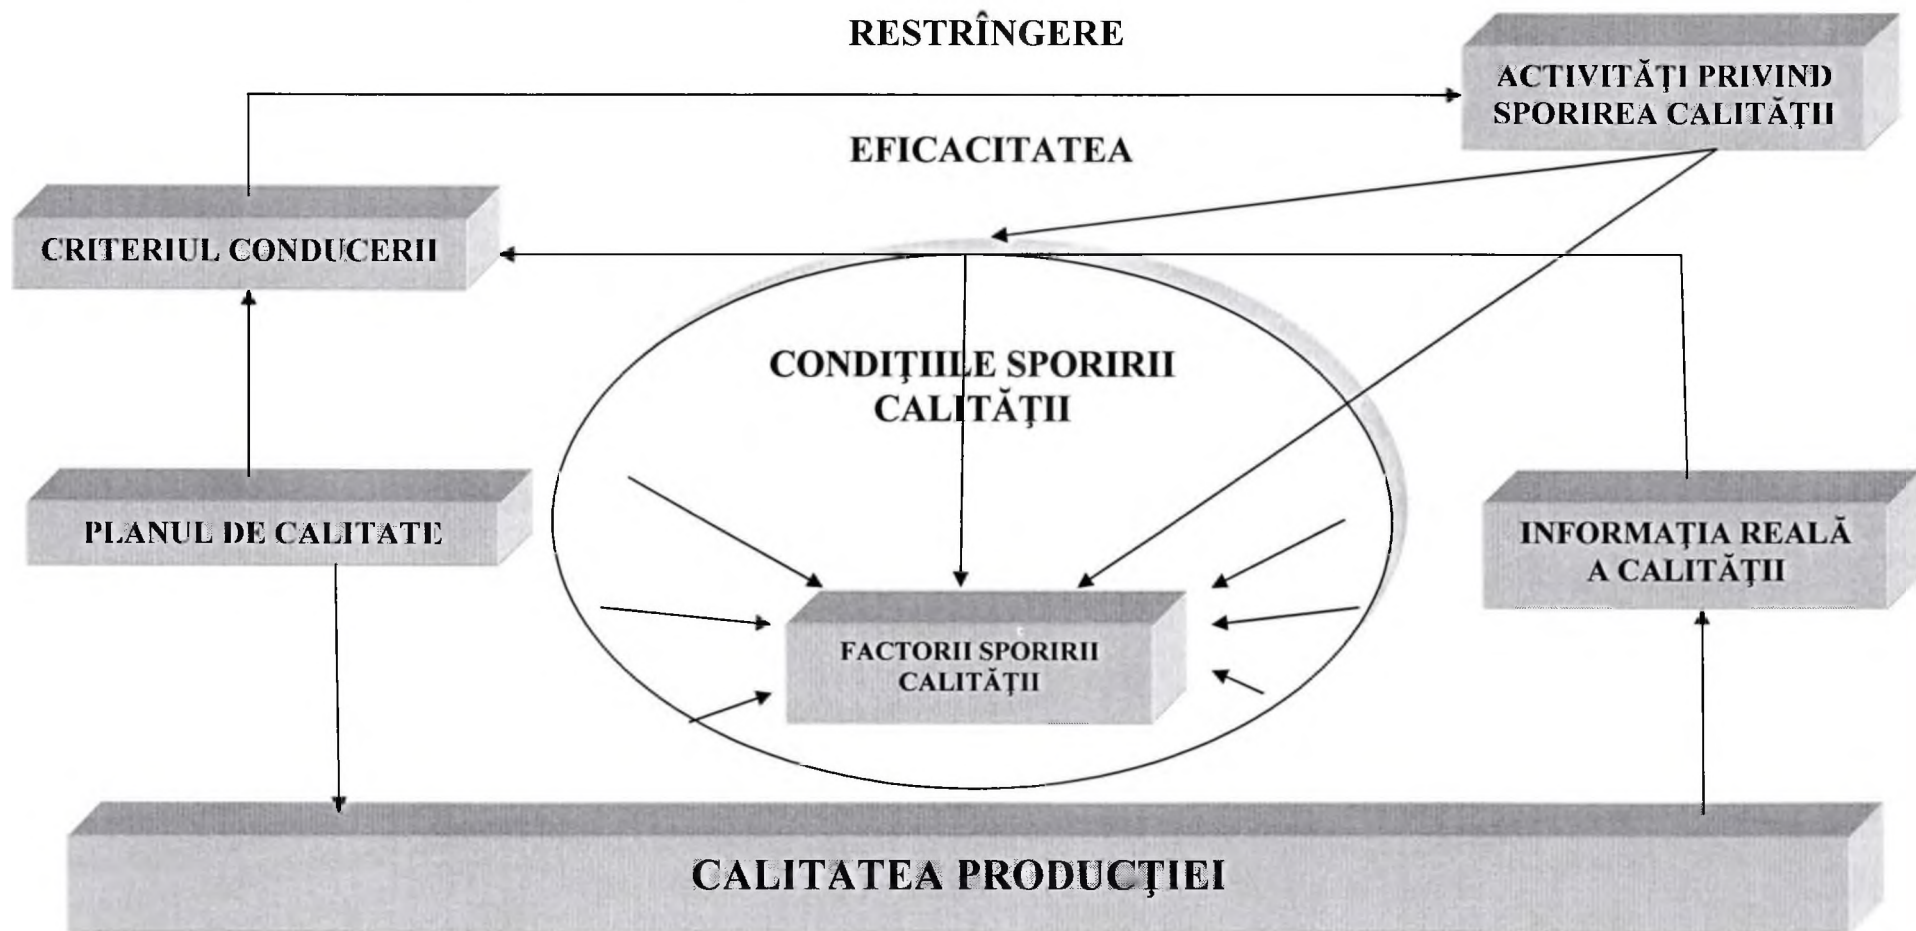 RESTRÎNGERE
ACTIVITĂŢI PRIVIND
SPORIREA CALITĂŢII
EFICACITATEA
CRITERIUL CONDUCERII
CONDIŢIILE SPORIRII
CALITĂŢII
PLANUL DE CALITATE
INFORMAŢIA REALĂ
A CALITĂŢII
FACTORII SPORIRII
CALITĂŢII
CALITATEA PRODUCŢIEI